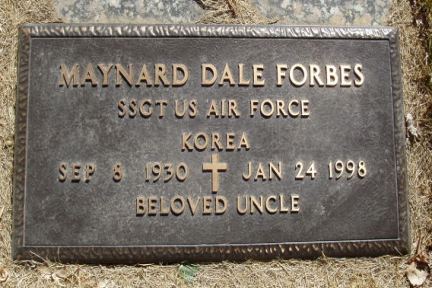 MAYNARD DALE FORBES
SSGT US AIR FORCE
KOREA
SEP 8 1930 JAN 24 1998
BELOVED UNCLE